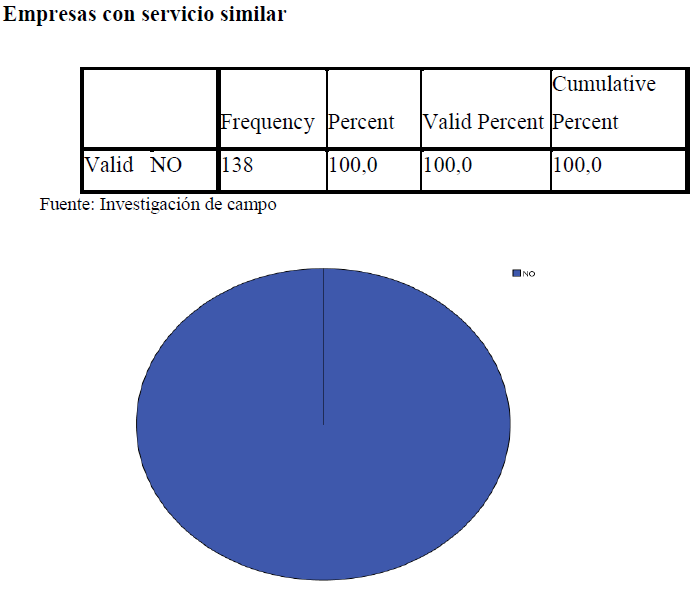 Empresas con servicio similar
Cumulative
Frequency Percent Valid Percent Percent
Valid NO 138 100,0 100,0 100,0
Fuente: Investigación de campo
NO